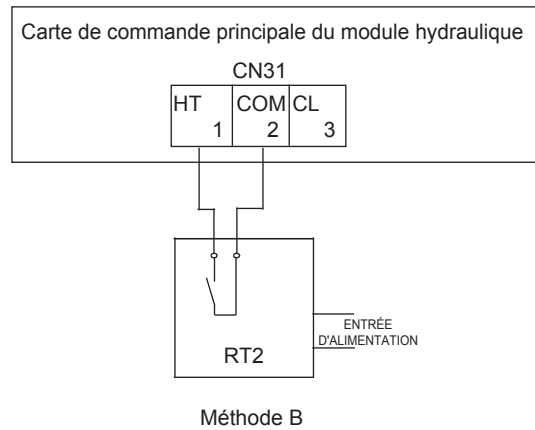 Carte de commande principale du module hydraulique
CN31
HT COM CL
1 2 3
ENTRÉE
D'ALIMENTATION
RT2
Méthode B